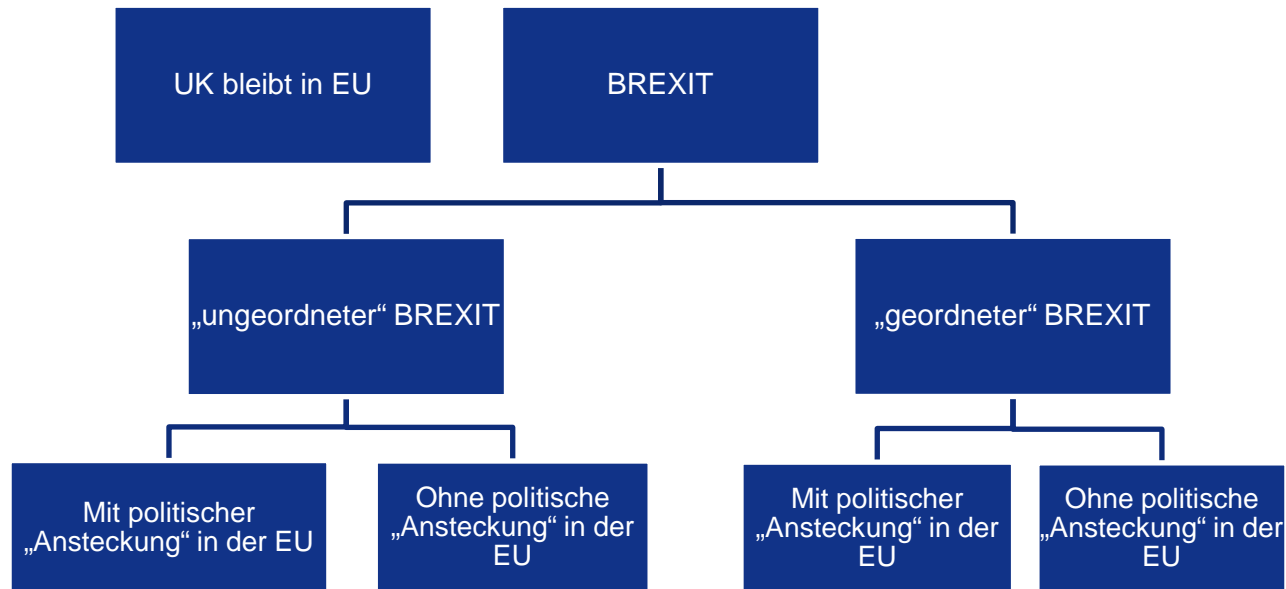 UK bleibt in EU
BREXIT
„ungeordneter“ BREXIT
„geordneter“ BREXIT
Mit politischer
„Ansteckung“ in der EU
Ohne politische
„Ansteckung“ in der
EU
Mit politischer
„Ansteckung“ in der
EU
Ohne politische
„Ansteckung“ in der
EU